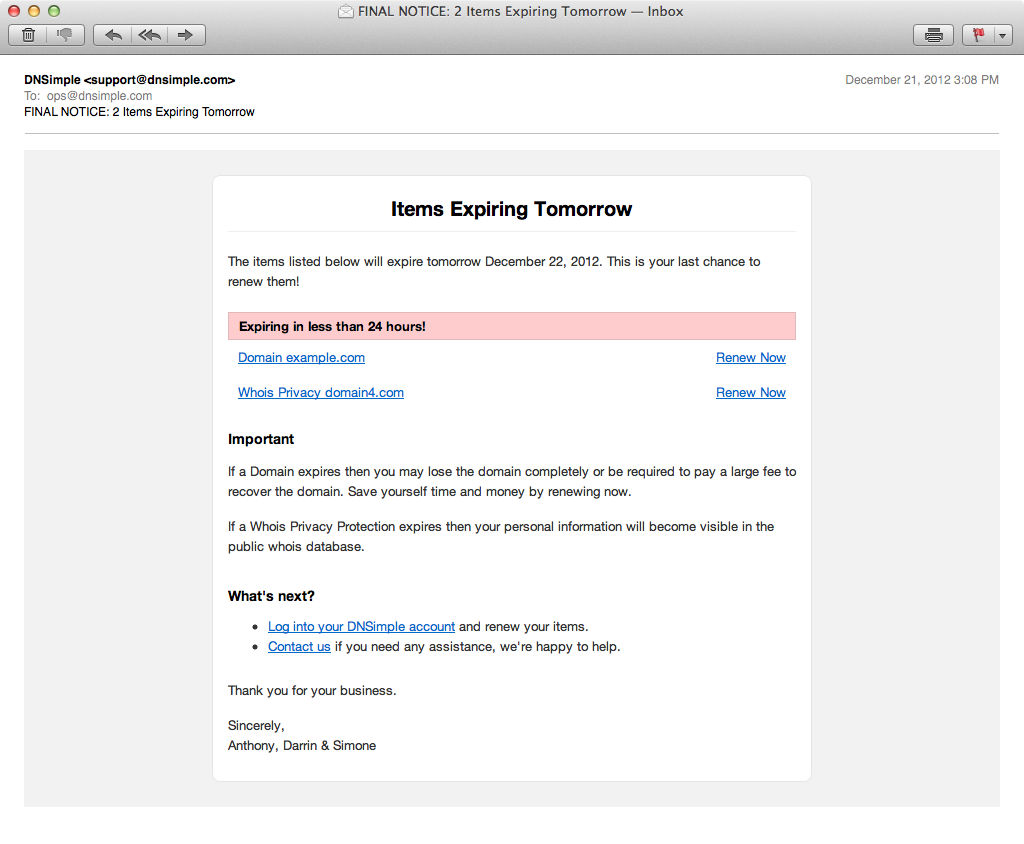 FINAL NOTICE: 2 Items Expiring Tomorrow — Inbox
DNSimple <support@dnsimple.com>
December 21, 2012 3:08 PM
To: ops@dnsimple.com
FINAL NOTICE: 2 Items Expiring Tomorrow
Items Expiring Tomorrow
The items listed below will expire tomorrow December 22, 2012. This is your last chance to
renew them!
Expiring in less than 24 hours!
Domain example.com Renew Now
Whois Privacy domain4.com Renew Now
Important
If a Domain expires then you may lose the domain completely or be required to pay a large fee to
recover the domain. Save yourself time and money by renewing now.
If a Whois Privacy Protection expires then your personal information will become visible in the
public whois database.
What's next?
• Log into your DNSimple account and renew your items.
• Contact us if you need any assistance, we're happy to help.
Thank you for your business.
Sincerely,
Anthony, Darrin & Simone